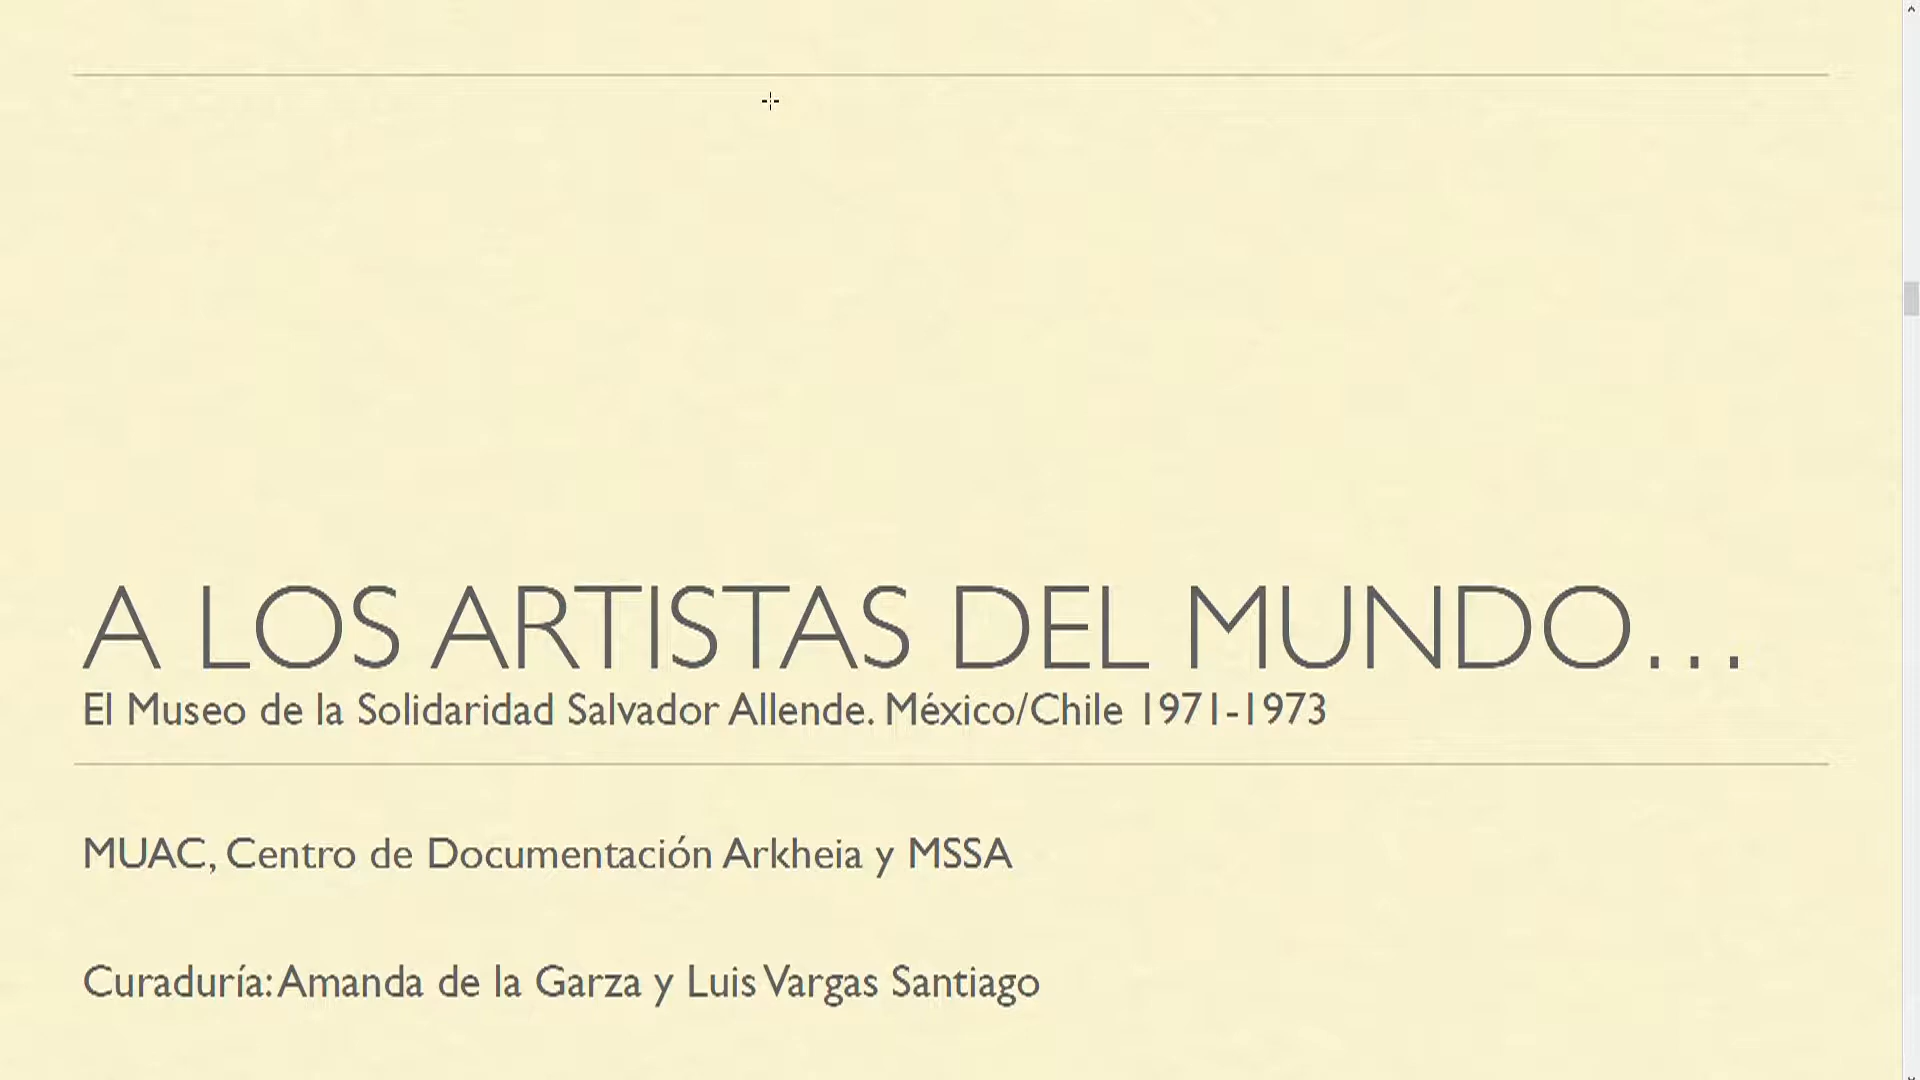 A LOS ARTISTAS DEL MUNDO...
El Museo de la Solidaridad Salvador Allende. México/Chile 1971-1973
MUAC, Centro de Documentación Arkheia y MSSA
Curaduría: Amanda de la Garza y Luis Vargas Santiago